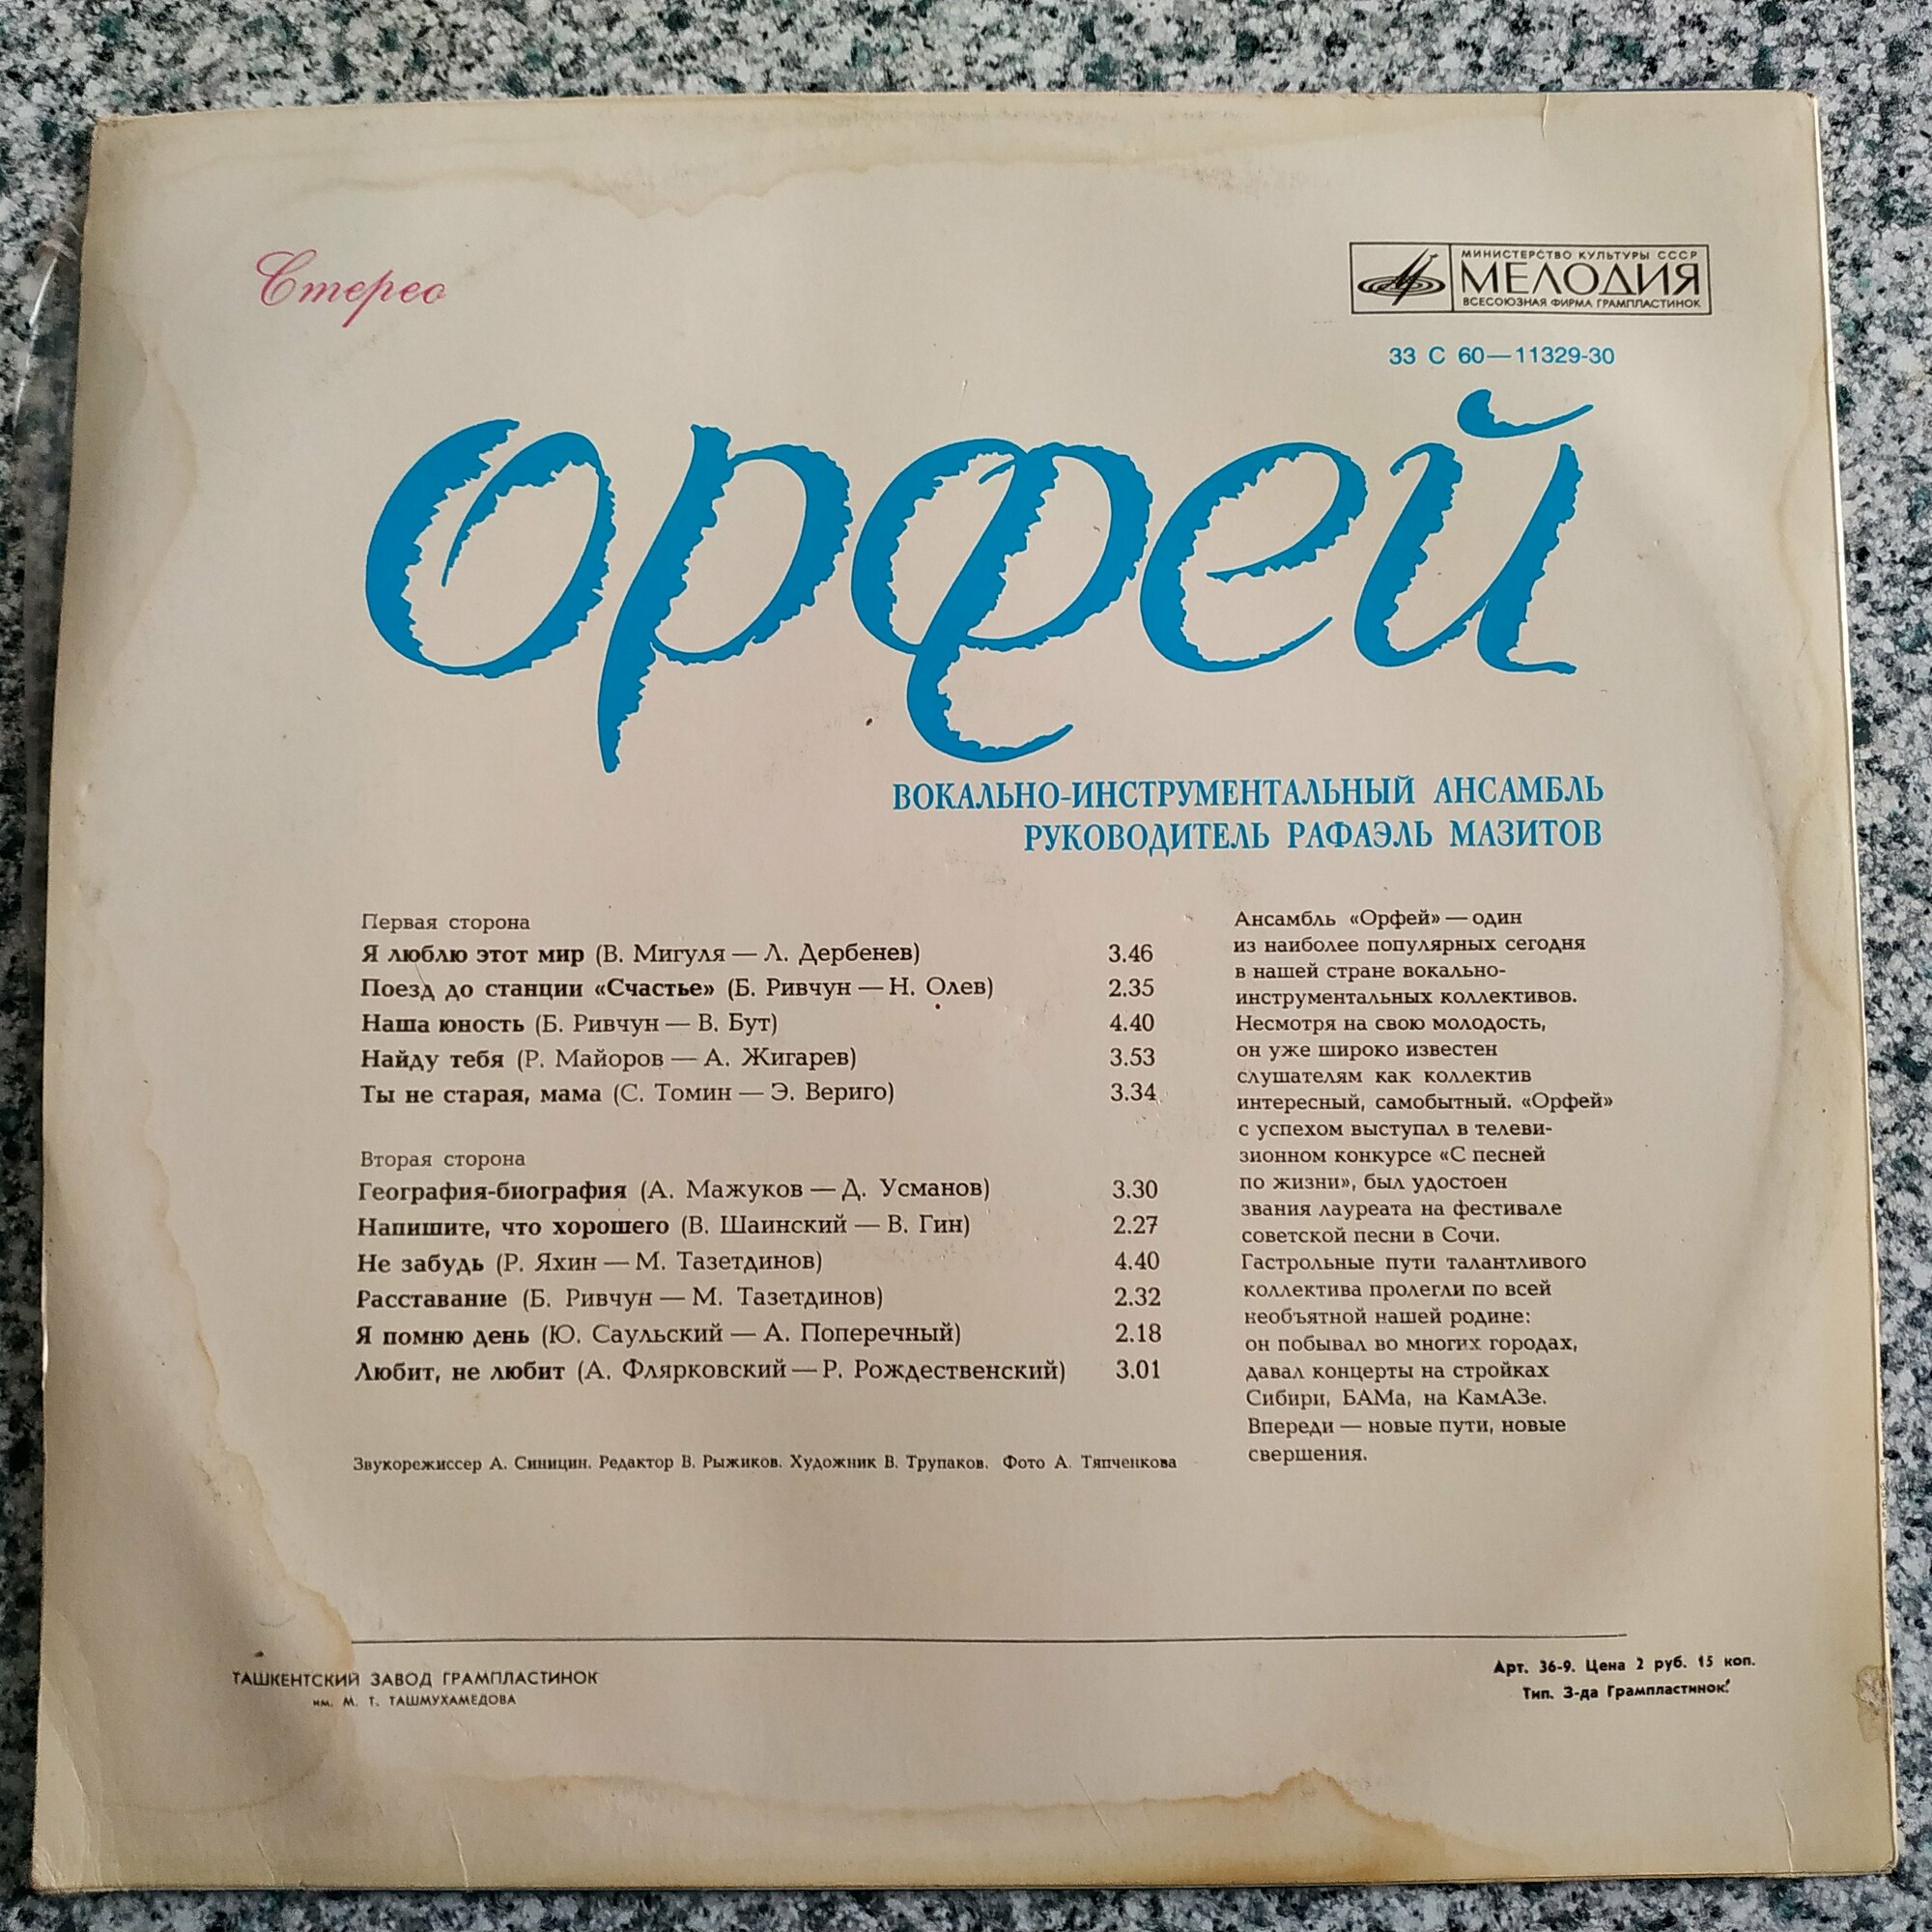 Стерео
МИНИСТЕРСТВО КУЛЬТУРЫ СССР
МЕЛОДИЯ
ВСЕСОЮЗНАЯ ФИРМА ГРАМПЛАСТИНОК
33 С 60—11329-30
орфей
ВОКАЛЬНО-ИНСТРУМЕНТАЛЬНЫЙ АНСАМБЛЬ
РУКОВОДИТЕЛЬ РАФАЭЛЬ МАЗИТОВ
Первая сторона
Я люблю этот мир (В. Мигуля — Л. Дербенев) 3.46
Поезд до станции «Счастье» (Б. Ривчун — Н. Олев) 2.35
Наша юность (Б. Ривчун — В. Бут) 4.40
Найду тебя (Р. Майоров — А. Жигарев) 3.53
Ты не старая, мама (С. Томин — Э. Вериго) 3.34
Вторая сторона
География-биография (А. Мажуков — Д. Усманов) 3.30
Напишите, что хорошего (В. Шаинский — В. Гин) 2.27
Не забудь (Р. Яхин — М. Тазетдинов) 4.40
Расставание (Б. Ривчун — М. Тазетдинов) 2.32
Я помню день (Ю. Саульский — А. Поперечный) 2.18
Любит, не любит (А. Флярковский — Р. Рождественский) 3.01
Звукорежиссер А. Синицин. Редактор В. Рыжиков. Художник В. Трупаков. Фото А. Тяпченкова
Ансамбль «Орфей» — один
из наиболее популярных сегодня
в нашей стране вокально-
инструментальных коллективов.
Несмотря на свою молодость,
он уже широко известен
слушателям как коллектив
интересный, самобытный. «Орфей»
с успехом выступал в телеви-
зионном конкурсе «С песней
по жизни», был удостоен
звания лауреата на фестивале
советской песни в Сочи.
Гастрольные пути талантливого
коллектива пролегли по всей
необъятной нашей родине:
он побывал во многих городах,
давал концерты на стройках
Сибири, БАМа, на КамАЗе.
Впереди — новые пути, новые
свершения.
ТАШКЕНТСКИЙ ЗАВОД ГРАМПЛАСТИНОК
им. М. Т. ТАШМУХАМЕДОВА
Арт. 36-9. Цена 2 руб. 15 коп.
Тип. З-да Грампластинок.